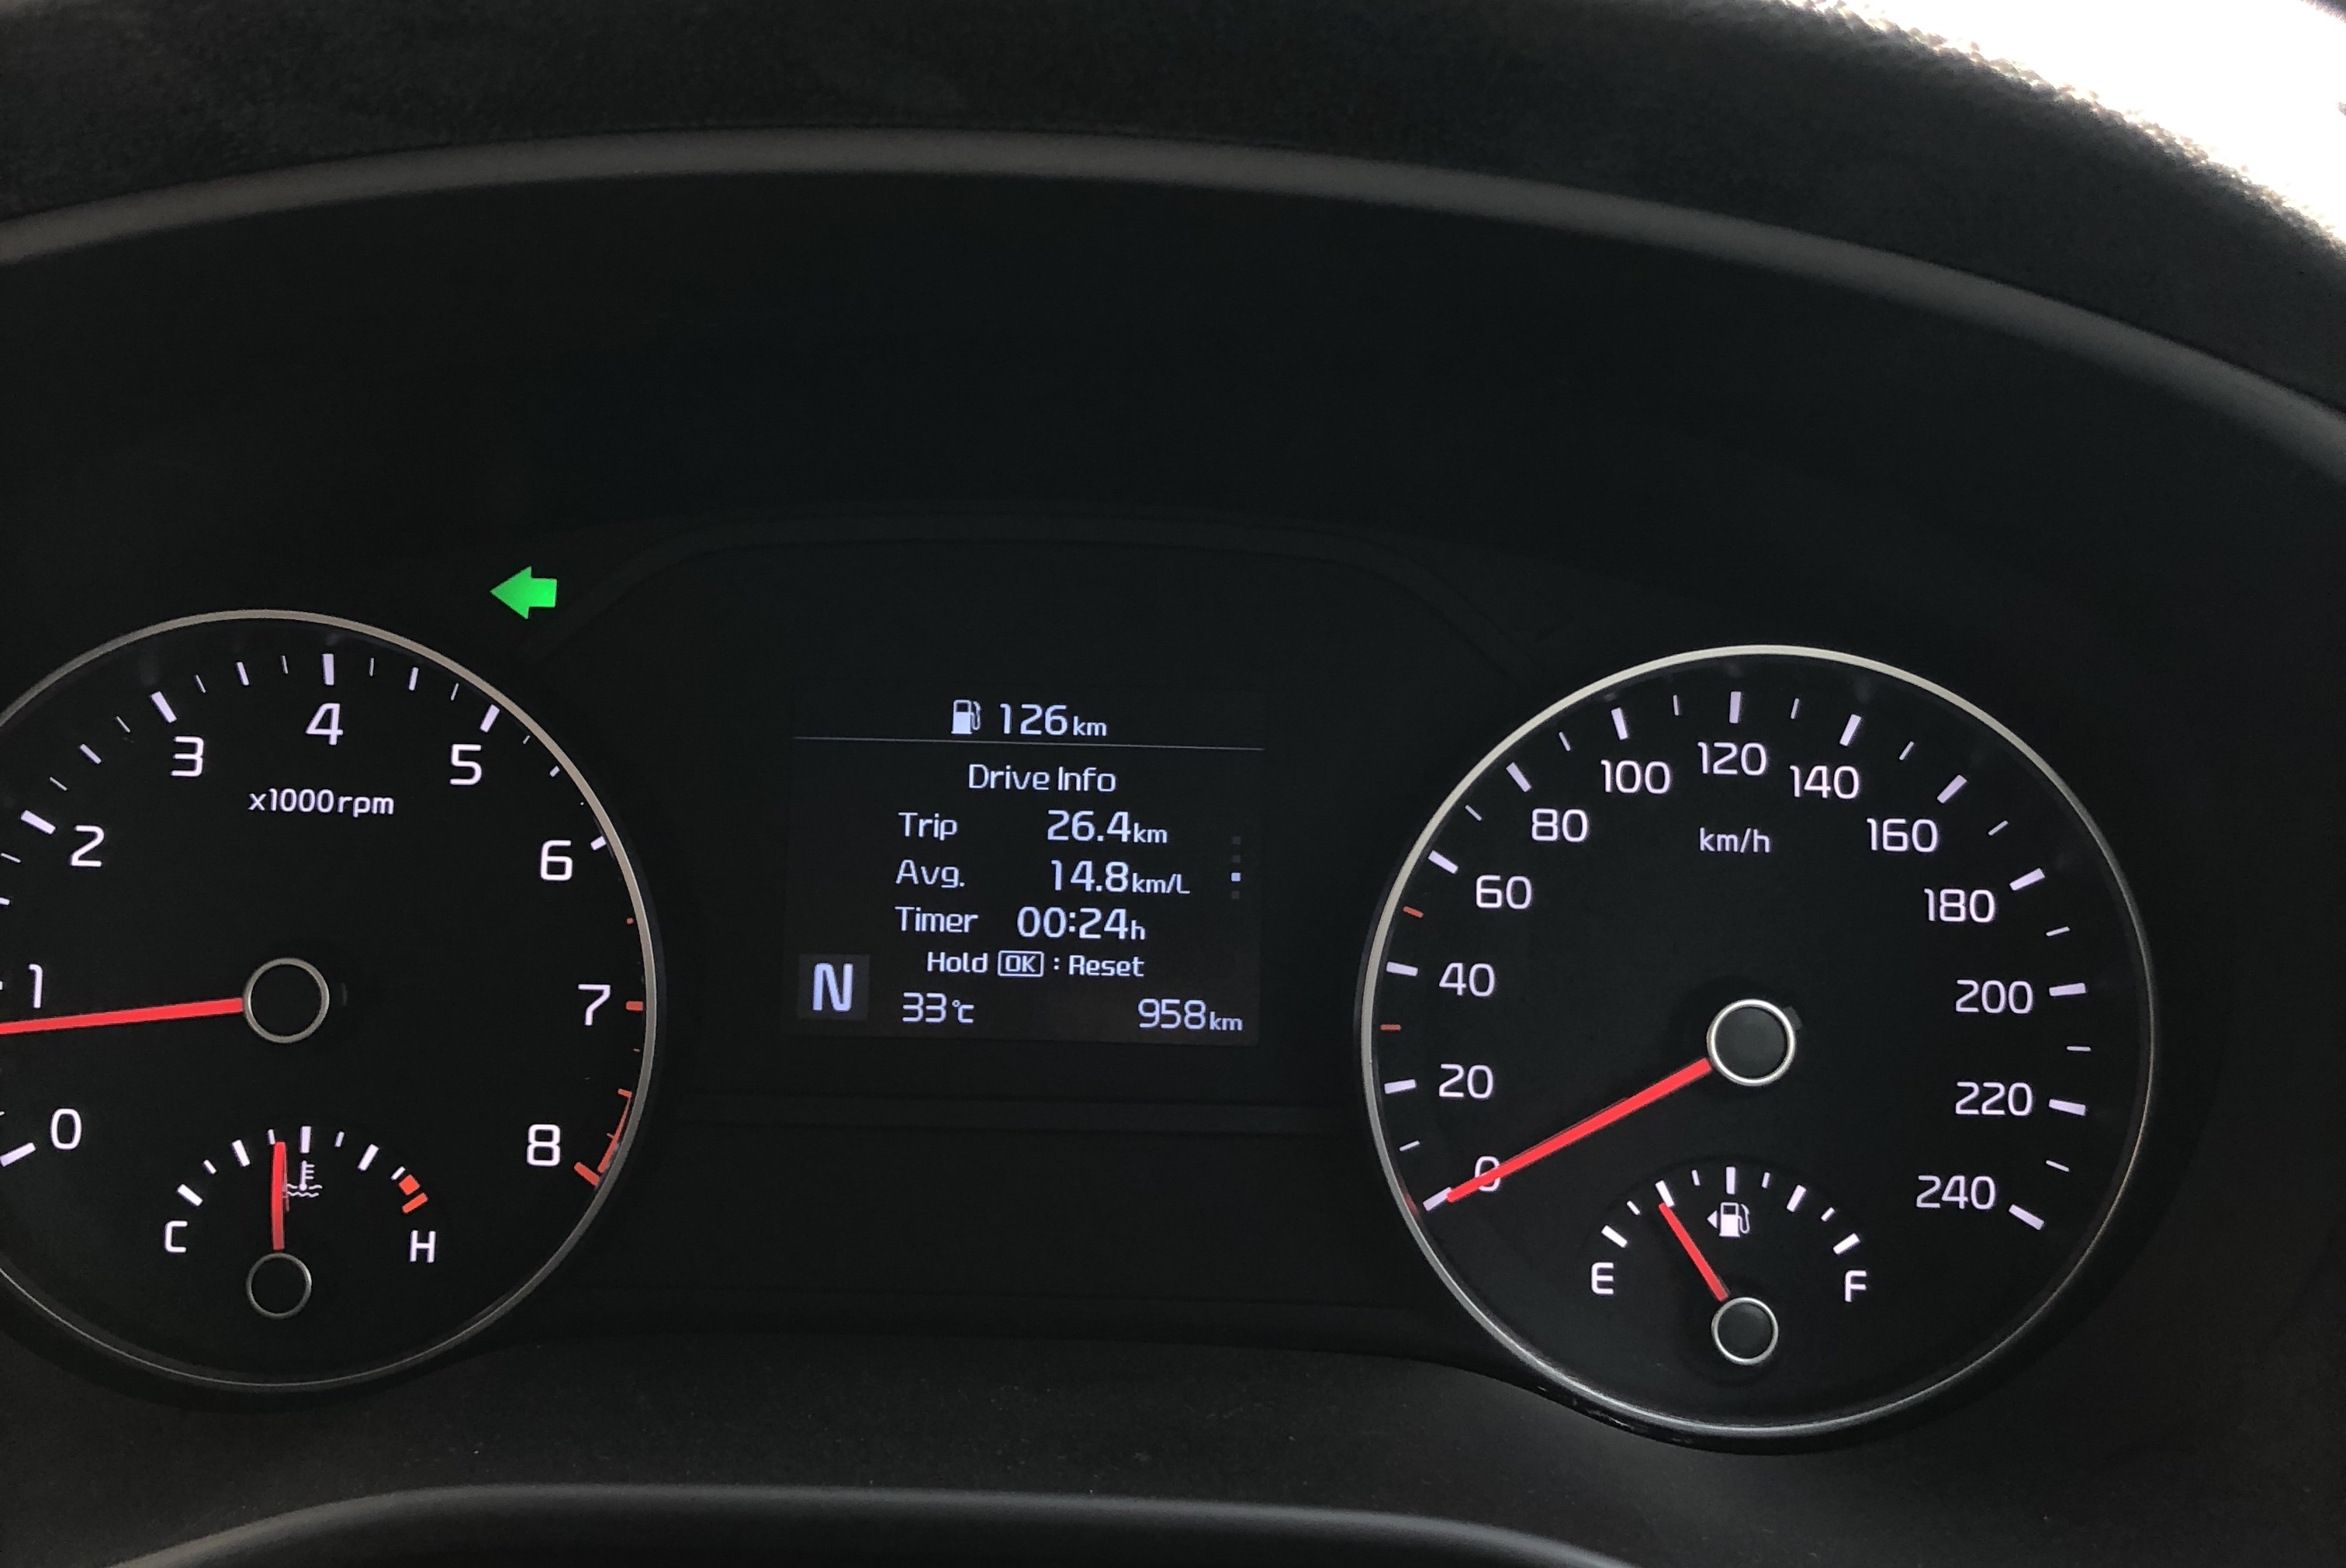 0
1
2
3
4
5
6
7
8
x1000rpm
C
H
126km
Drive Info
Trip 26.4km
Avg. 14.8km/L
Timer 00:24h
Hold OK : Reset
N
33°C 958km
0
20
40
60
80
100
120
140
160
180
200
220
240
km/h
E
F